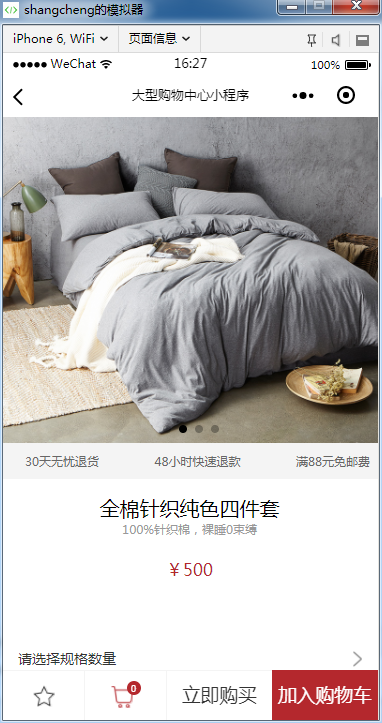 shangcheng的模拟器
iPhone 6, WiFi 页面信息
WeChat 16:27 100%
大型购物中心小程序
30天无忧退货 48小时快速退款 满88元免邮费
全棉针织纯色四件套
100%针织棉，裸睡0束缚
￥500
请选择规格数量
0 立即购买 加入购物车